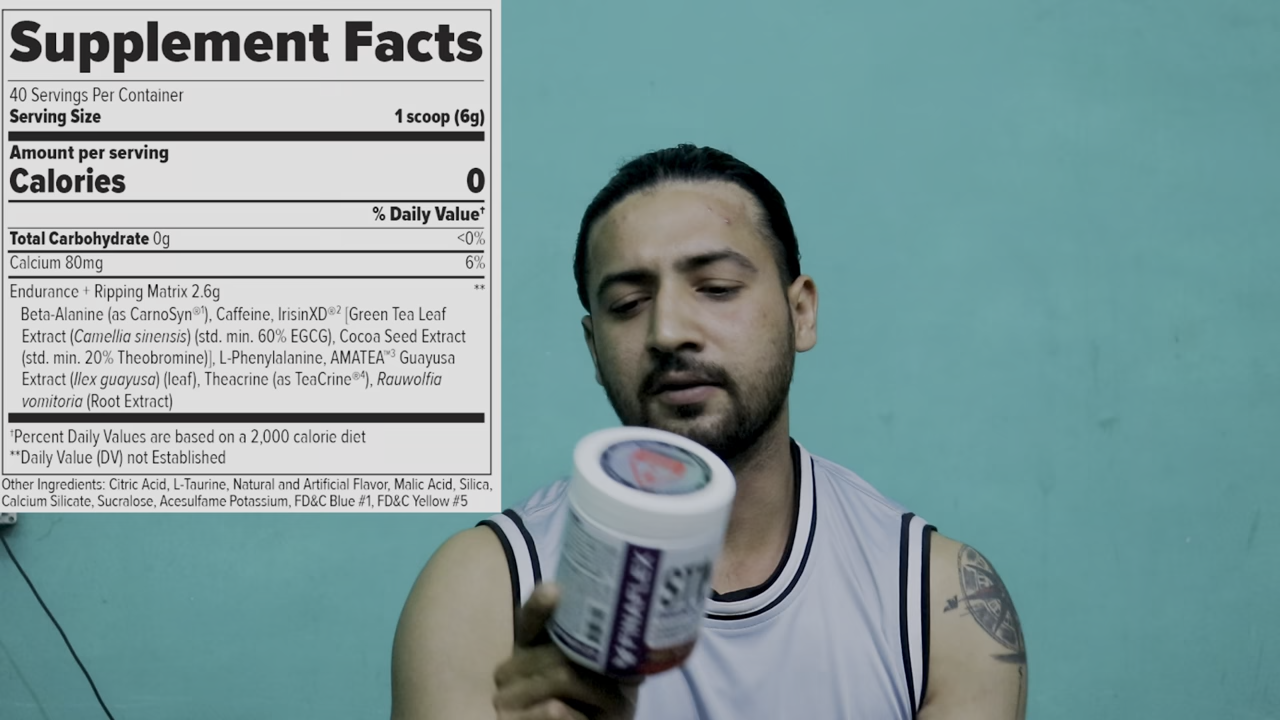 Supplement Facts
40 Servings Per Container
Serving Size 1 scoop (6g)
Amount per serving
Calories 0
% Daily Value†
Total Carbohydrate 0g <0%
Calcium 80mg 6%
Endurance + Ripping Matrix 2.6g **
Beta-Alanine (as CarnoSyn®¹), Caffeine, IrisinXD®² [Green Tea Leaf
Extract (Camellia sinensis) (std. min. 60% EGCG), Cocoa Seed Extract
(std. min. 20% Theobromine)], L-Phenylalanine, AMATEA™³ Guayusa
Extract (Ilex guayusa) (leaf), Theacrine (as TeaCrine®⁴), Rauwolfia
vomitoria (Root Extract)
†Percent Daily Values are based on a 2,000 calorie diet
**Daily Value (DV) not Established
Other Ingredients: Citric Acid, L-Taurine, Natural and Artificial Flavor, Malic Acid, Silica,
Calcium Silicate, Sucralose, Acesulfame Potassium, FD&C Blue #1, FD&C Yellow #5
PINAFLEX